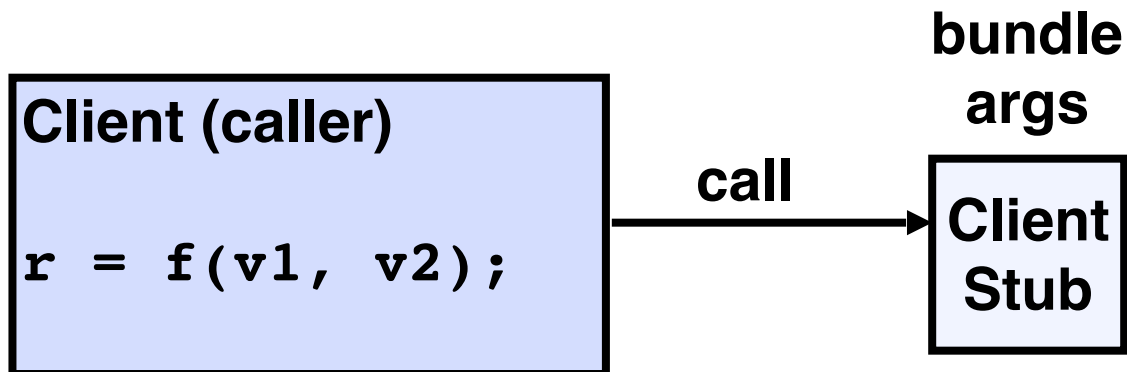 bundle
args
Client (caller)
call
r = f(v1, v2);
Client
Stub